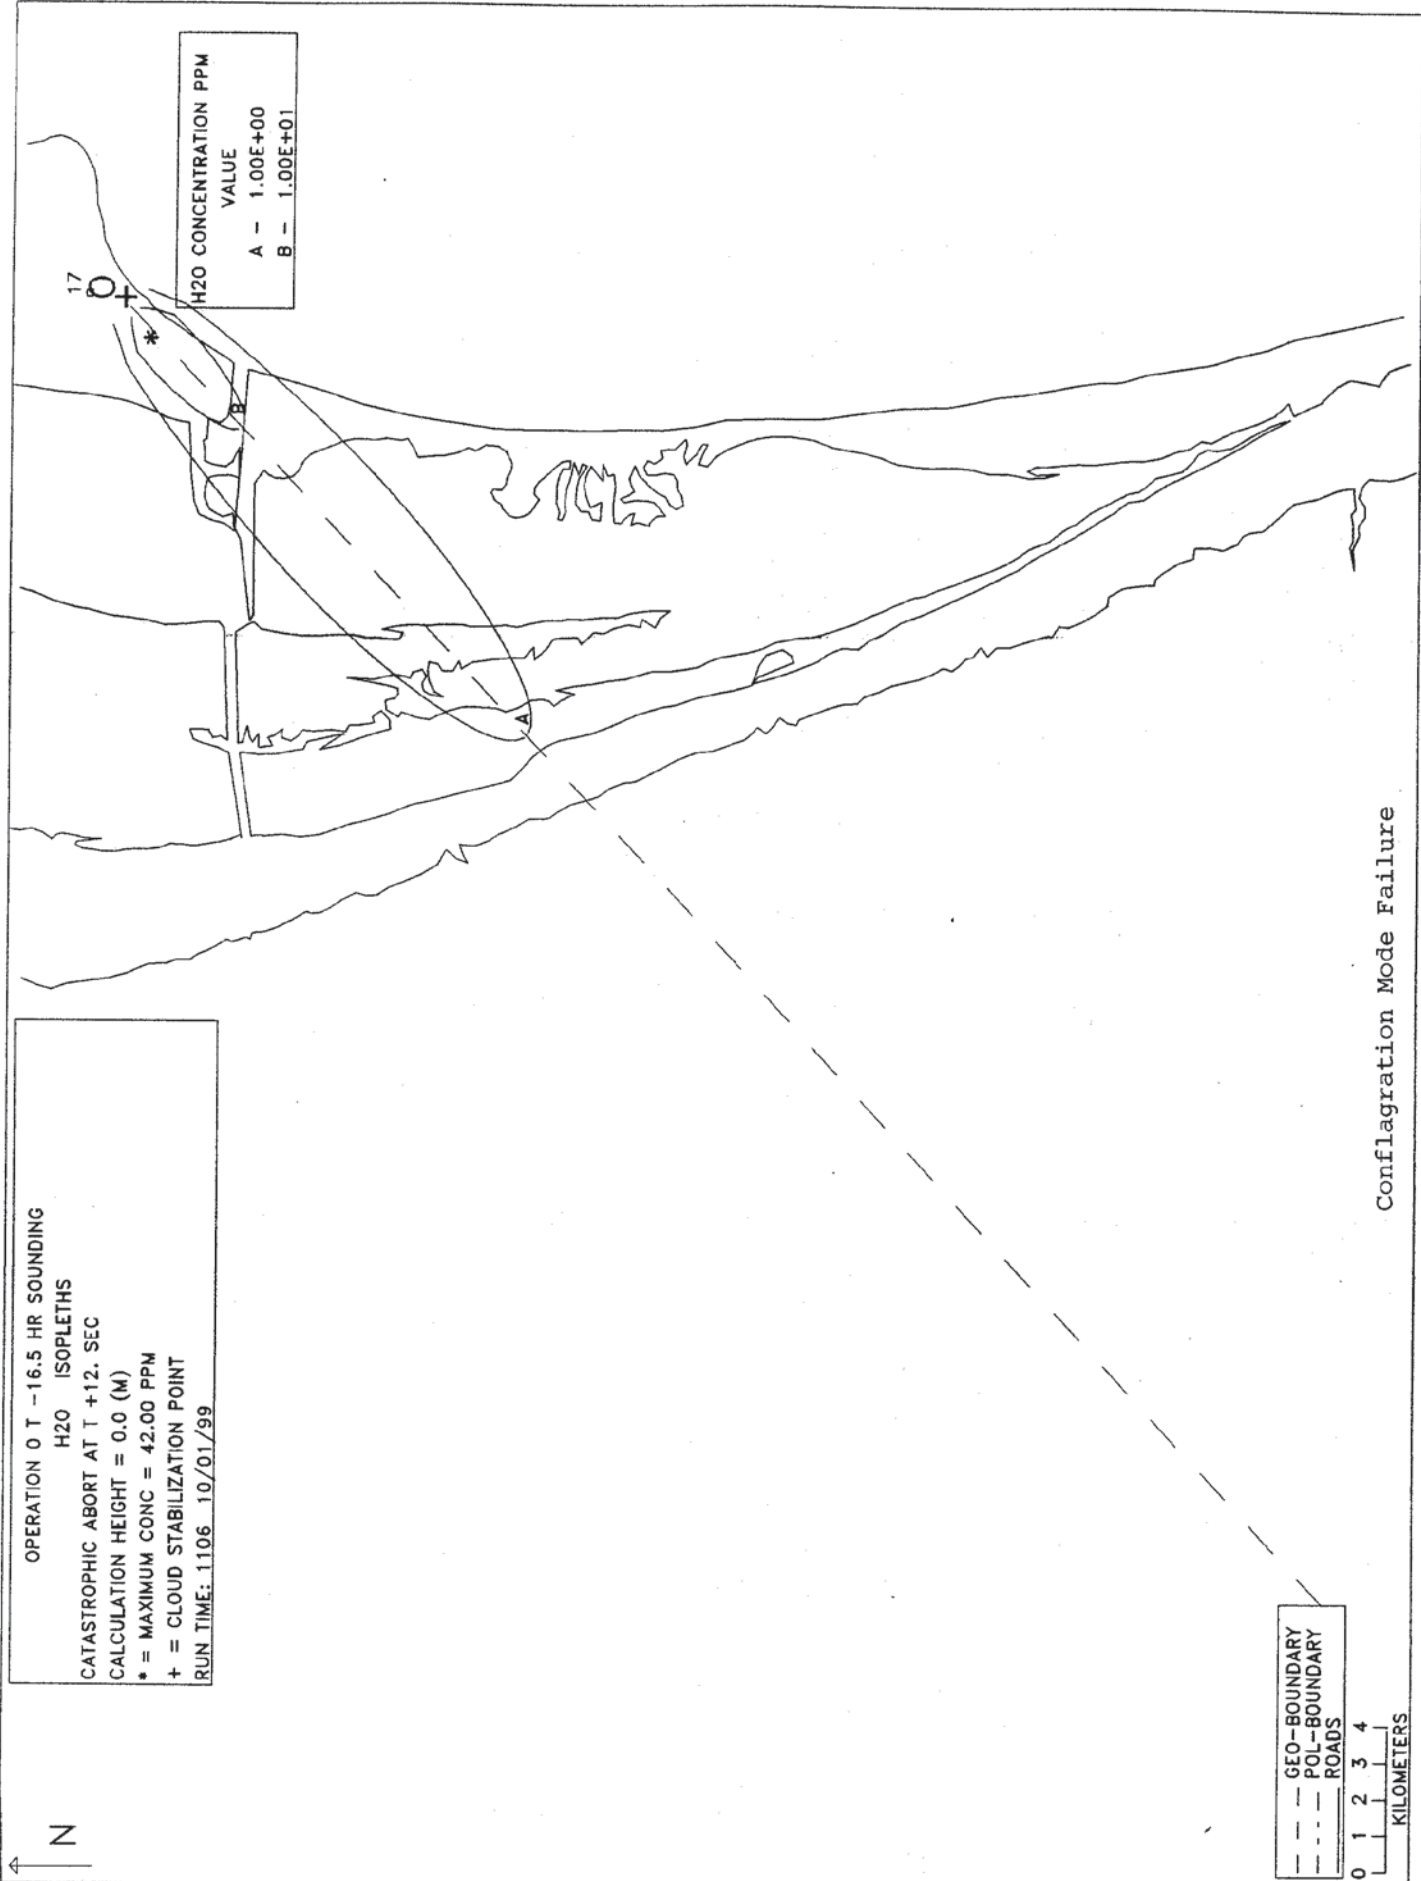 N
OPERATION 0 T -16.5 HR SOUNDING
H2O ISOPLETHS
CATASTROPHIC ABORT AT T +12. SEC
CALCULATION HEIGHT = 0.0 (M)
* = MAXIMUM CONC = 42.00 PPM
+ = CLOUD STABILIZATION POINT
RUN TIME: 1106 10/01/99
H2O CONCENTRATION PPM
VALUE
A - 1.00E+00
B - 1.00E+01
17
B
A
GEO-BOUNDARY
POL-BOUNDARY
ROADS
0 1 2 3 4
KILOMETERS
Conflagration Mode Failure